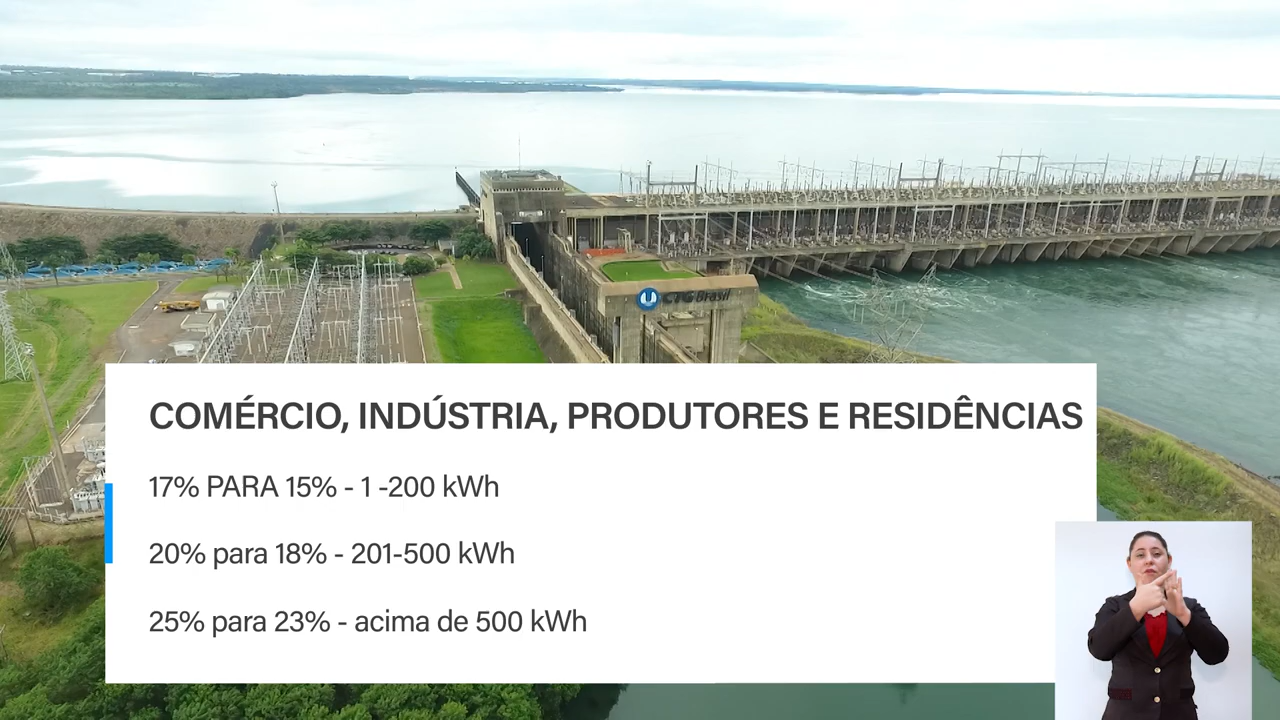 CTG Brasil
COMÉRCIO, INDÚSTRIA, PRODUTORES E RESIDÊNCIAS
17% PARA 15% - 1 -200 kWh
20% para 18% - 201-500 kWh
25% para 23% - acima de 500 kWh